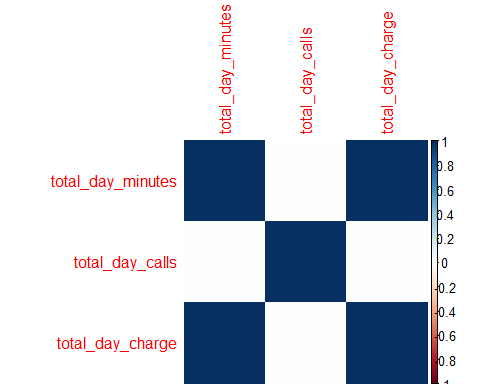 total_day_minutes
total_day_calls
total_day_charge
total_day_minutes
total_day_calls
total_day_charge
1
0.8
0.6
0.4
0.2
0
-0.2
-0.4
-0.6
-0.8
-1